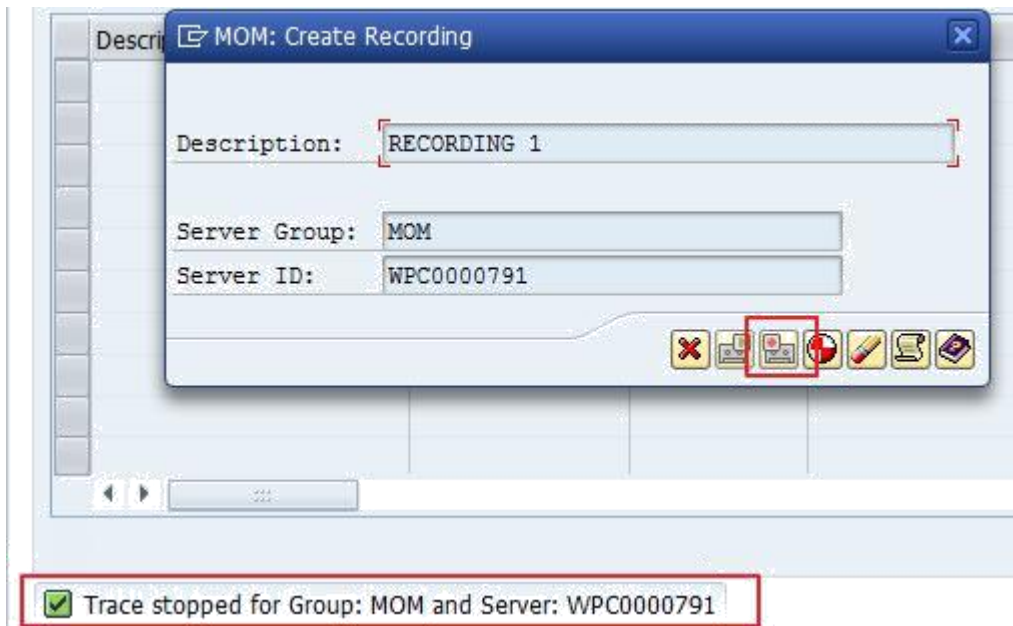 Descri
MOM: Create Recording
Description: RECORDING 1
Server Group: MOM
Server ID: WPC0000791
Trace stopped for Group: MOM and Server: WPC0000791